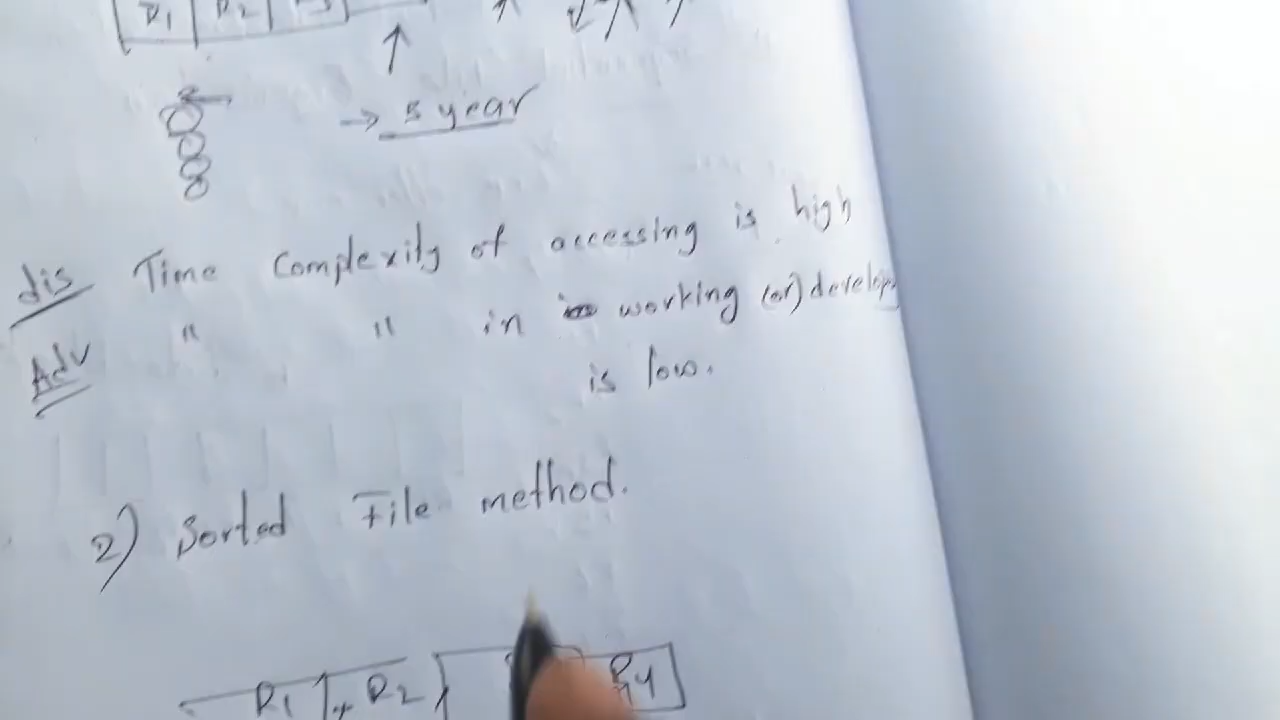 R1 R2
→ 5 year
dis Time Complexity of accessing is high
Adv " " in working (or) develop
is low.
2) Sorted File method.
R1 R2 R4